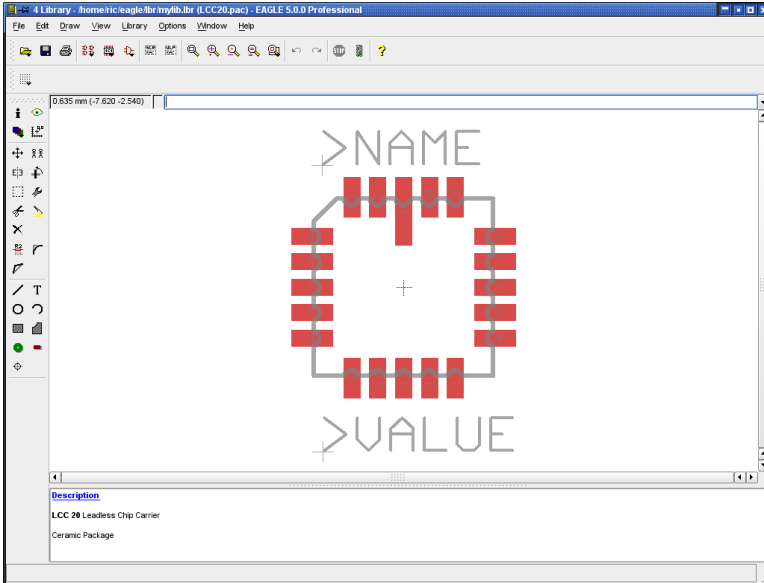 4 Library - /home/ric/eagle/lbr/mylib.lbr (LCC20.pac) - EAGLE 5.0.0 Professional
File Edit Draw View Library Options Window Help
0.635 mm (-7.620 -2.540)
>NAME
>VALUE
Description
LCC 20 Leadless Chip Carrier
Ceramic Package